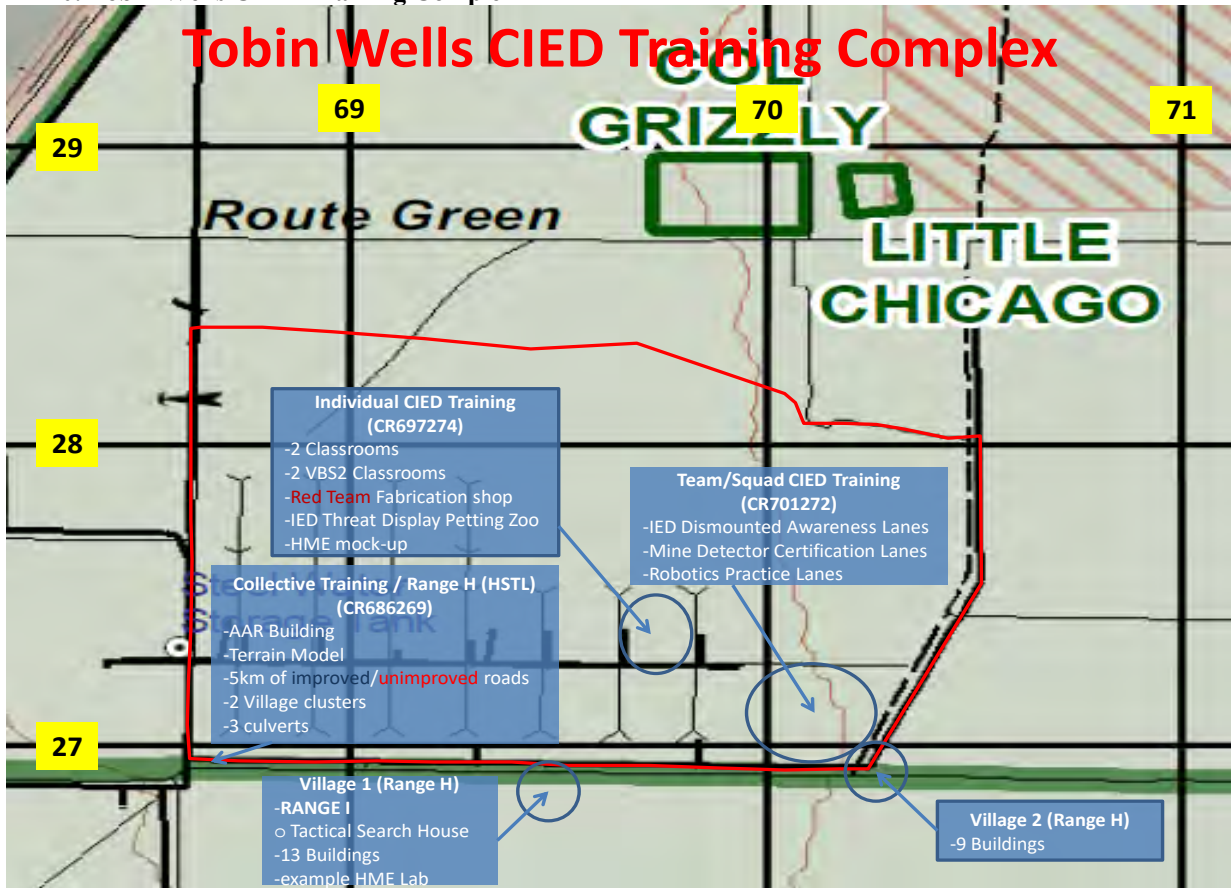 Tobin Wells CIED Training Complex
69
70
71
29
COL
GRIZZLY
Route Green
LITTLE
CHICAGO
28
Individual CIED Training
(CR697274)
-2 Classrooms
-2 VBS2 Classrooms
-Red Team Fabrication shop
-IED Threat Display Petting Zoo
-HME mock-up
Team/Squad CIED Training
(CR701272)
-IED Dismounted Awareness Lanes
-Mine Detector Certification Lanes
-Robotics Practice Lanes
Collective Training / Range H (HSTL)
(CR686269)
-AAR Building
-Terrain Model
-5km of improved/unimproved roads
-2 Village clusters
-3 culverts
27
Village 1 (Range H)
-RANGE I
o Tactical Search House
-13 Buildings
-example HME Lab
Village 2 (Range H)
-9 Buildings